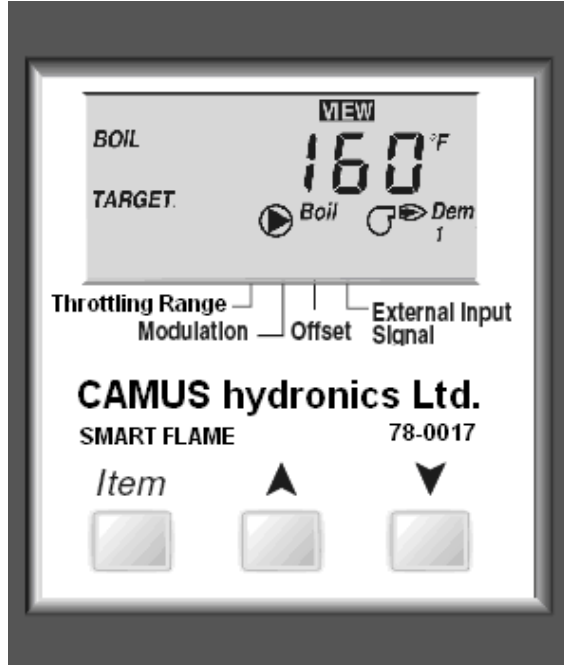 VIEW
BOIL 160 °F
TARGET
Boil Dem
1
Throttling Range
Modulation Offset External Input
Signal
CAMUS hydronics Ltd.
SMART FLAME 78-0017
Item